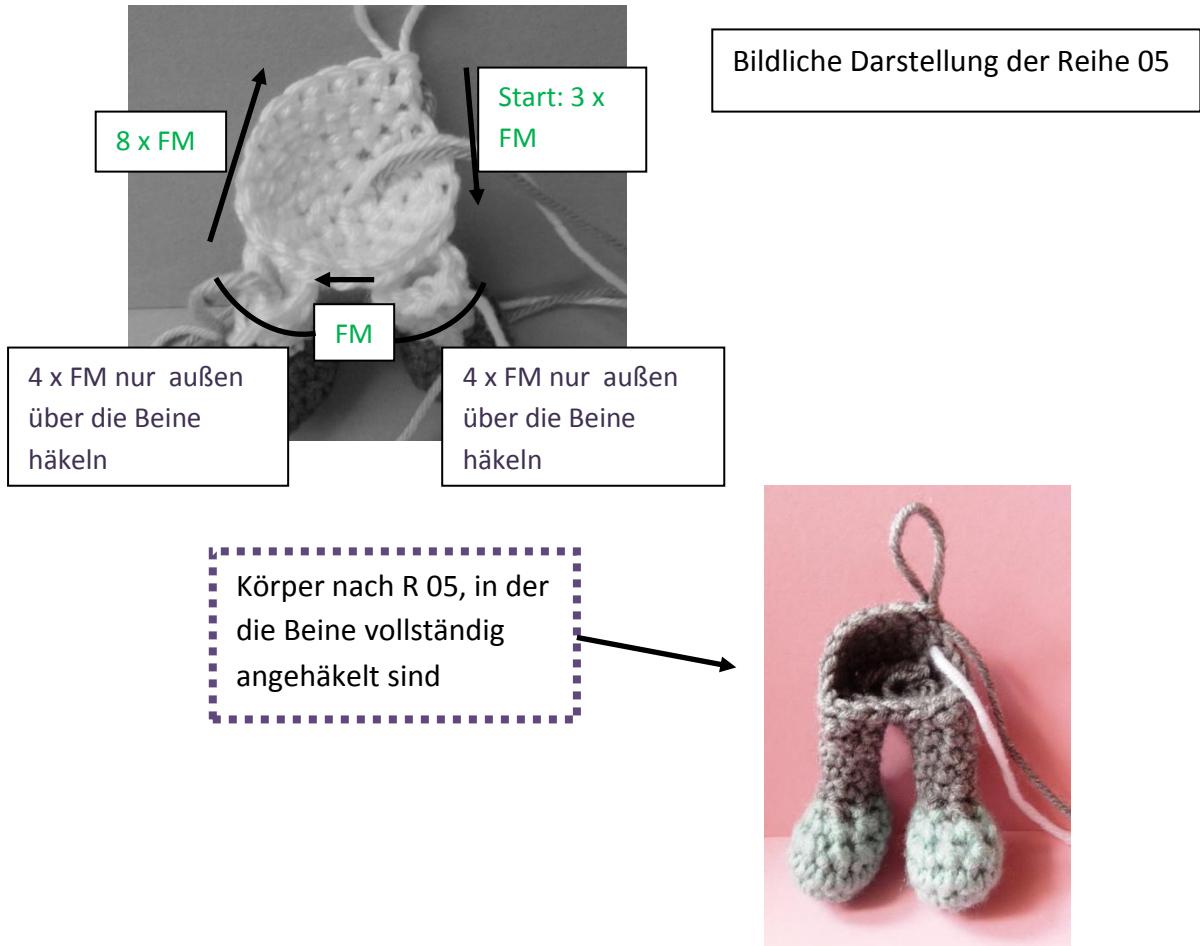 Bildliche Darstellung der Reihe 05
Start: 3 x
FM
8 x FM
FM
4 x FM nur außen
über die Beine
häkeln
4 x FM nur außen
über die Beine
häkeln
Körper nach R 05, in der
die Beine vollständig
angehäkelt sind